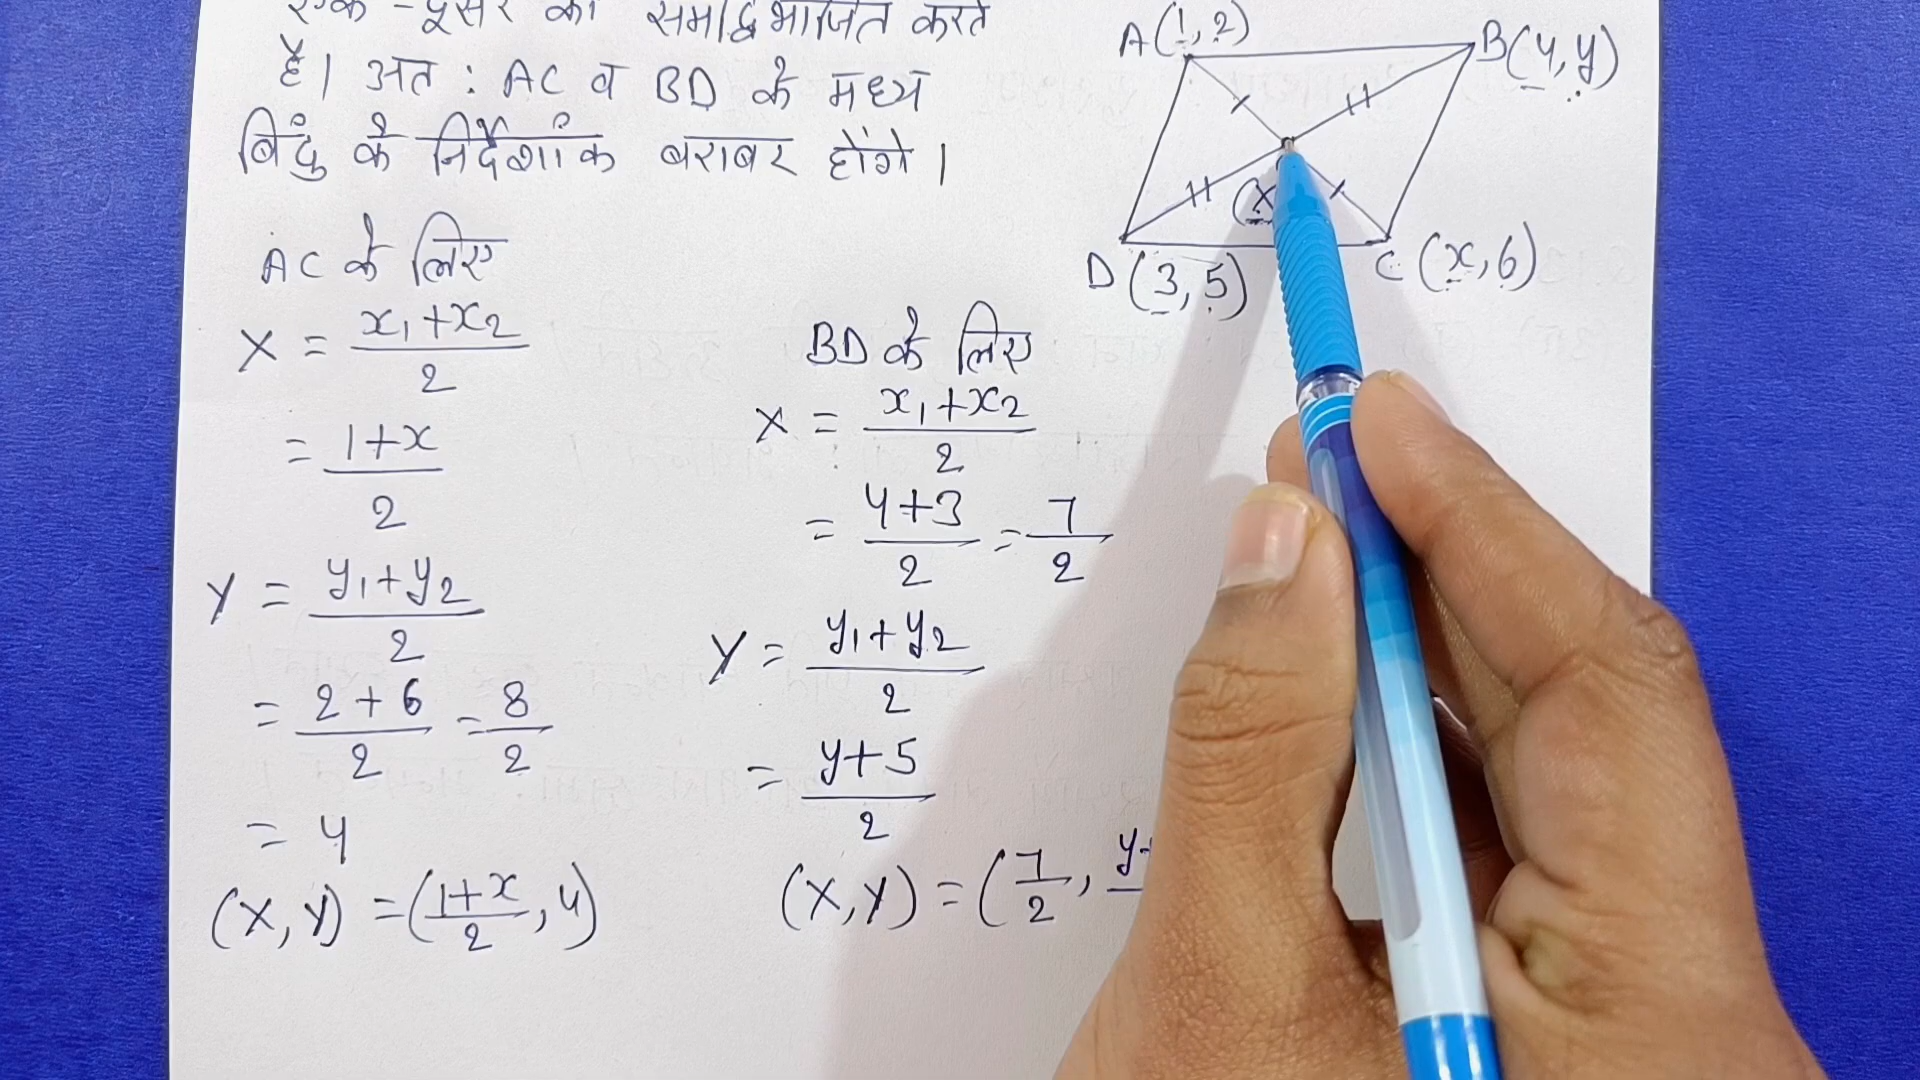 एक-दूसरे को समद्विभाजित करते
हैं। अत: AC व BD के मध्य
बिंदु के निर्देशांक बराबर होंगे।
A(1,2)
B(4,y)
(X
D(3,5)
C(x,6)
AC के लिए
X = x₁+x₂/2
= 1+x/2
Y = y₁+y₂/2
= 2+6/2 = 8/2
= 4
(X,Y) = (1+x/2, 4)
BD के लिए
X = x₁+x₂/2
= 4+3/2 = 7/2
Y = y₁+y₂/2
= y+5/2
(X,Y) = (7/2, y+